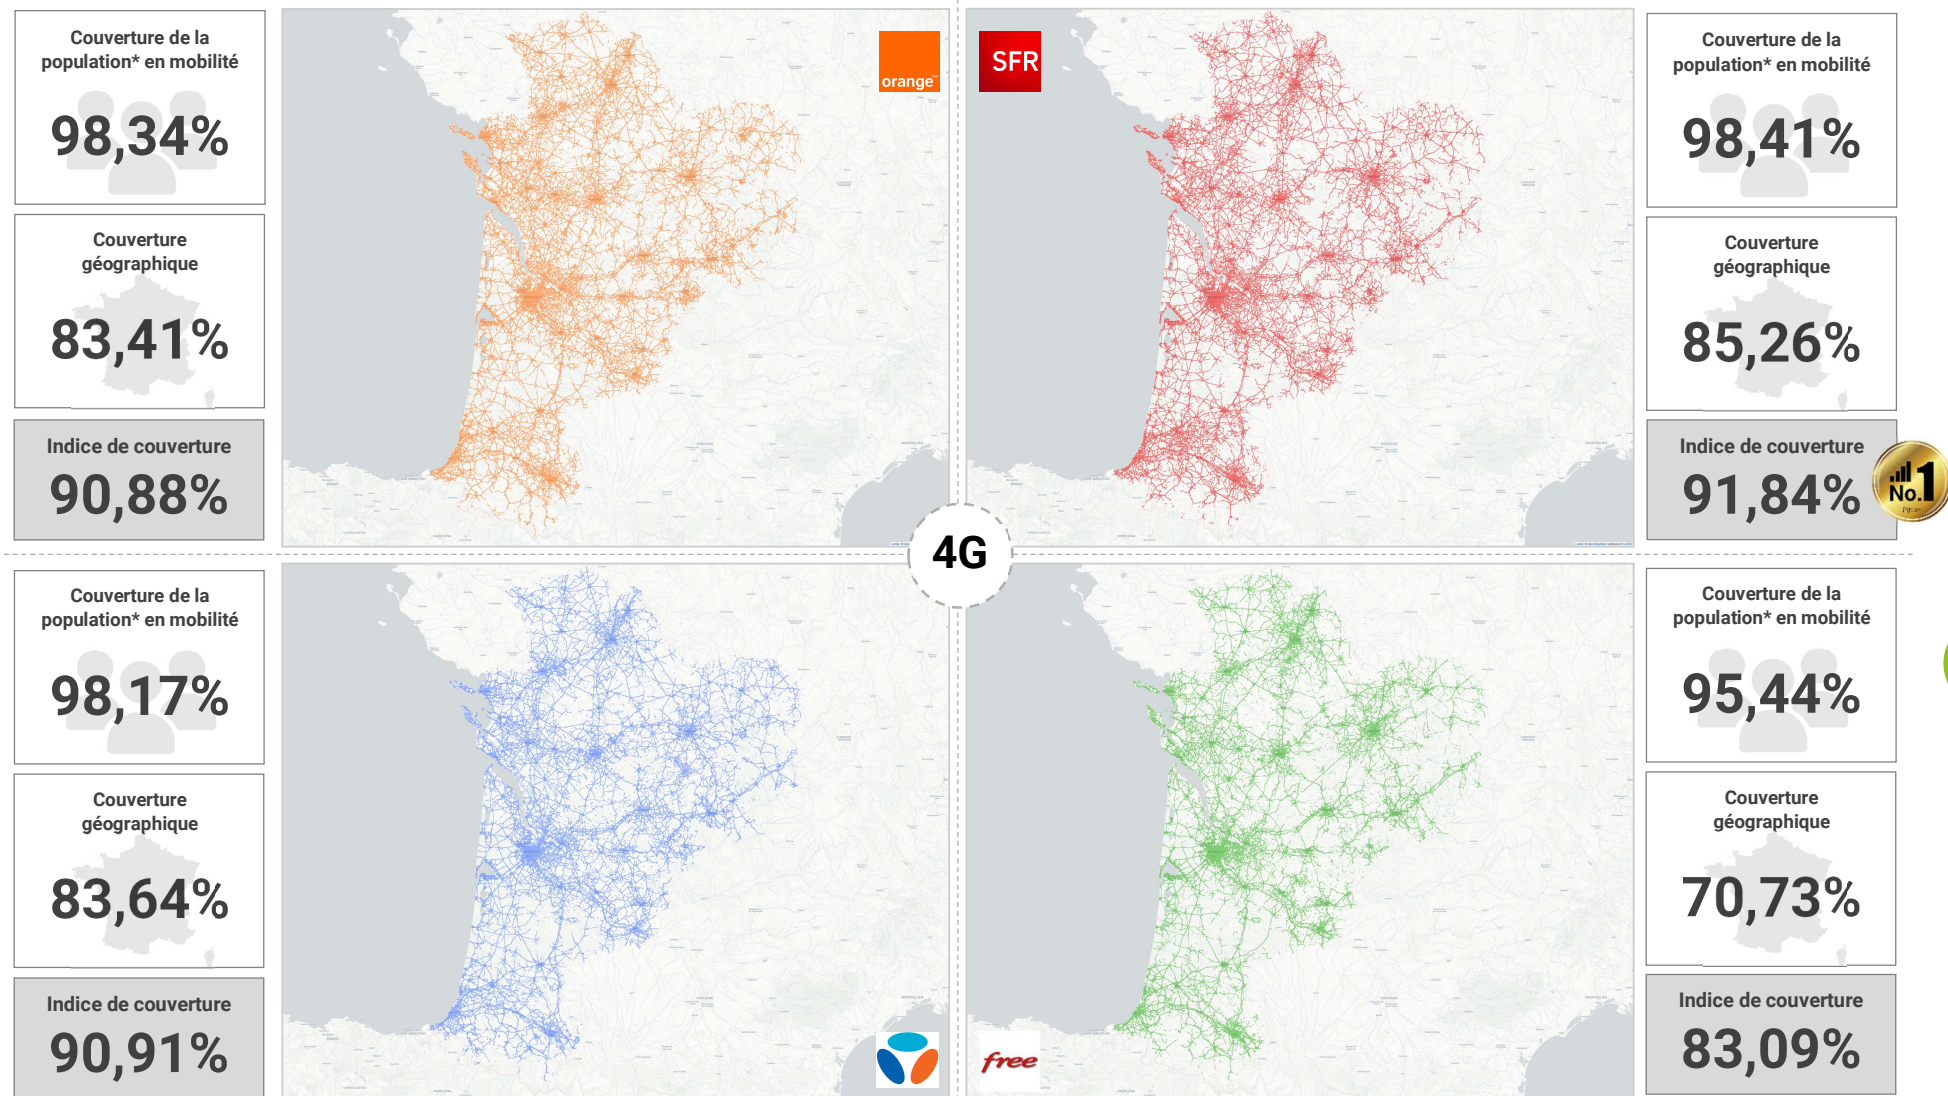 Couverture de la
population* en mobilité
98,34%
Couverture
géographique
83,41%
Indice de couverture
90,88%
orange™
SFR
Couverture de la
population* en mobilité
98,41%
Couverture
géographique
85,26%
Indice de couverture
91,84%
No.1
4G
Couverture de la
population* en mobilité
98,17%
Couverture
géographique
83,64%
Indice de couverture
90,91%
free
Couverture de la
population* en mobilité
95,44%
Couverture
géographique
70,73%
Indice de couverture
83,09%